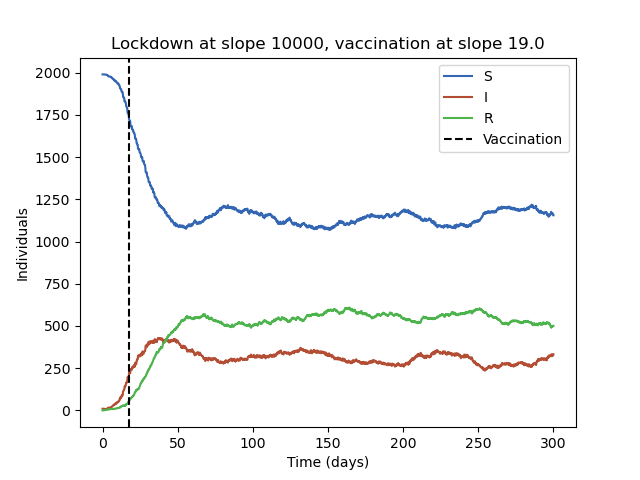 Lockdown at slope 10000, vaccination at slope 19.0
S
I
R
Vaccination
Individuals
2000
1750
1500
1250
1000
750
500
250
0
0 50 100 150 200 250 300
Time (days)